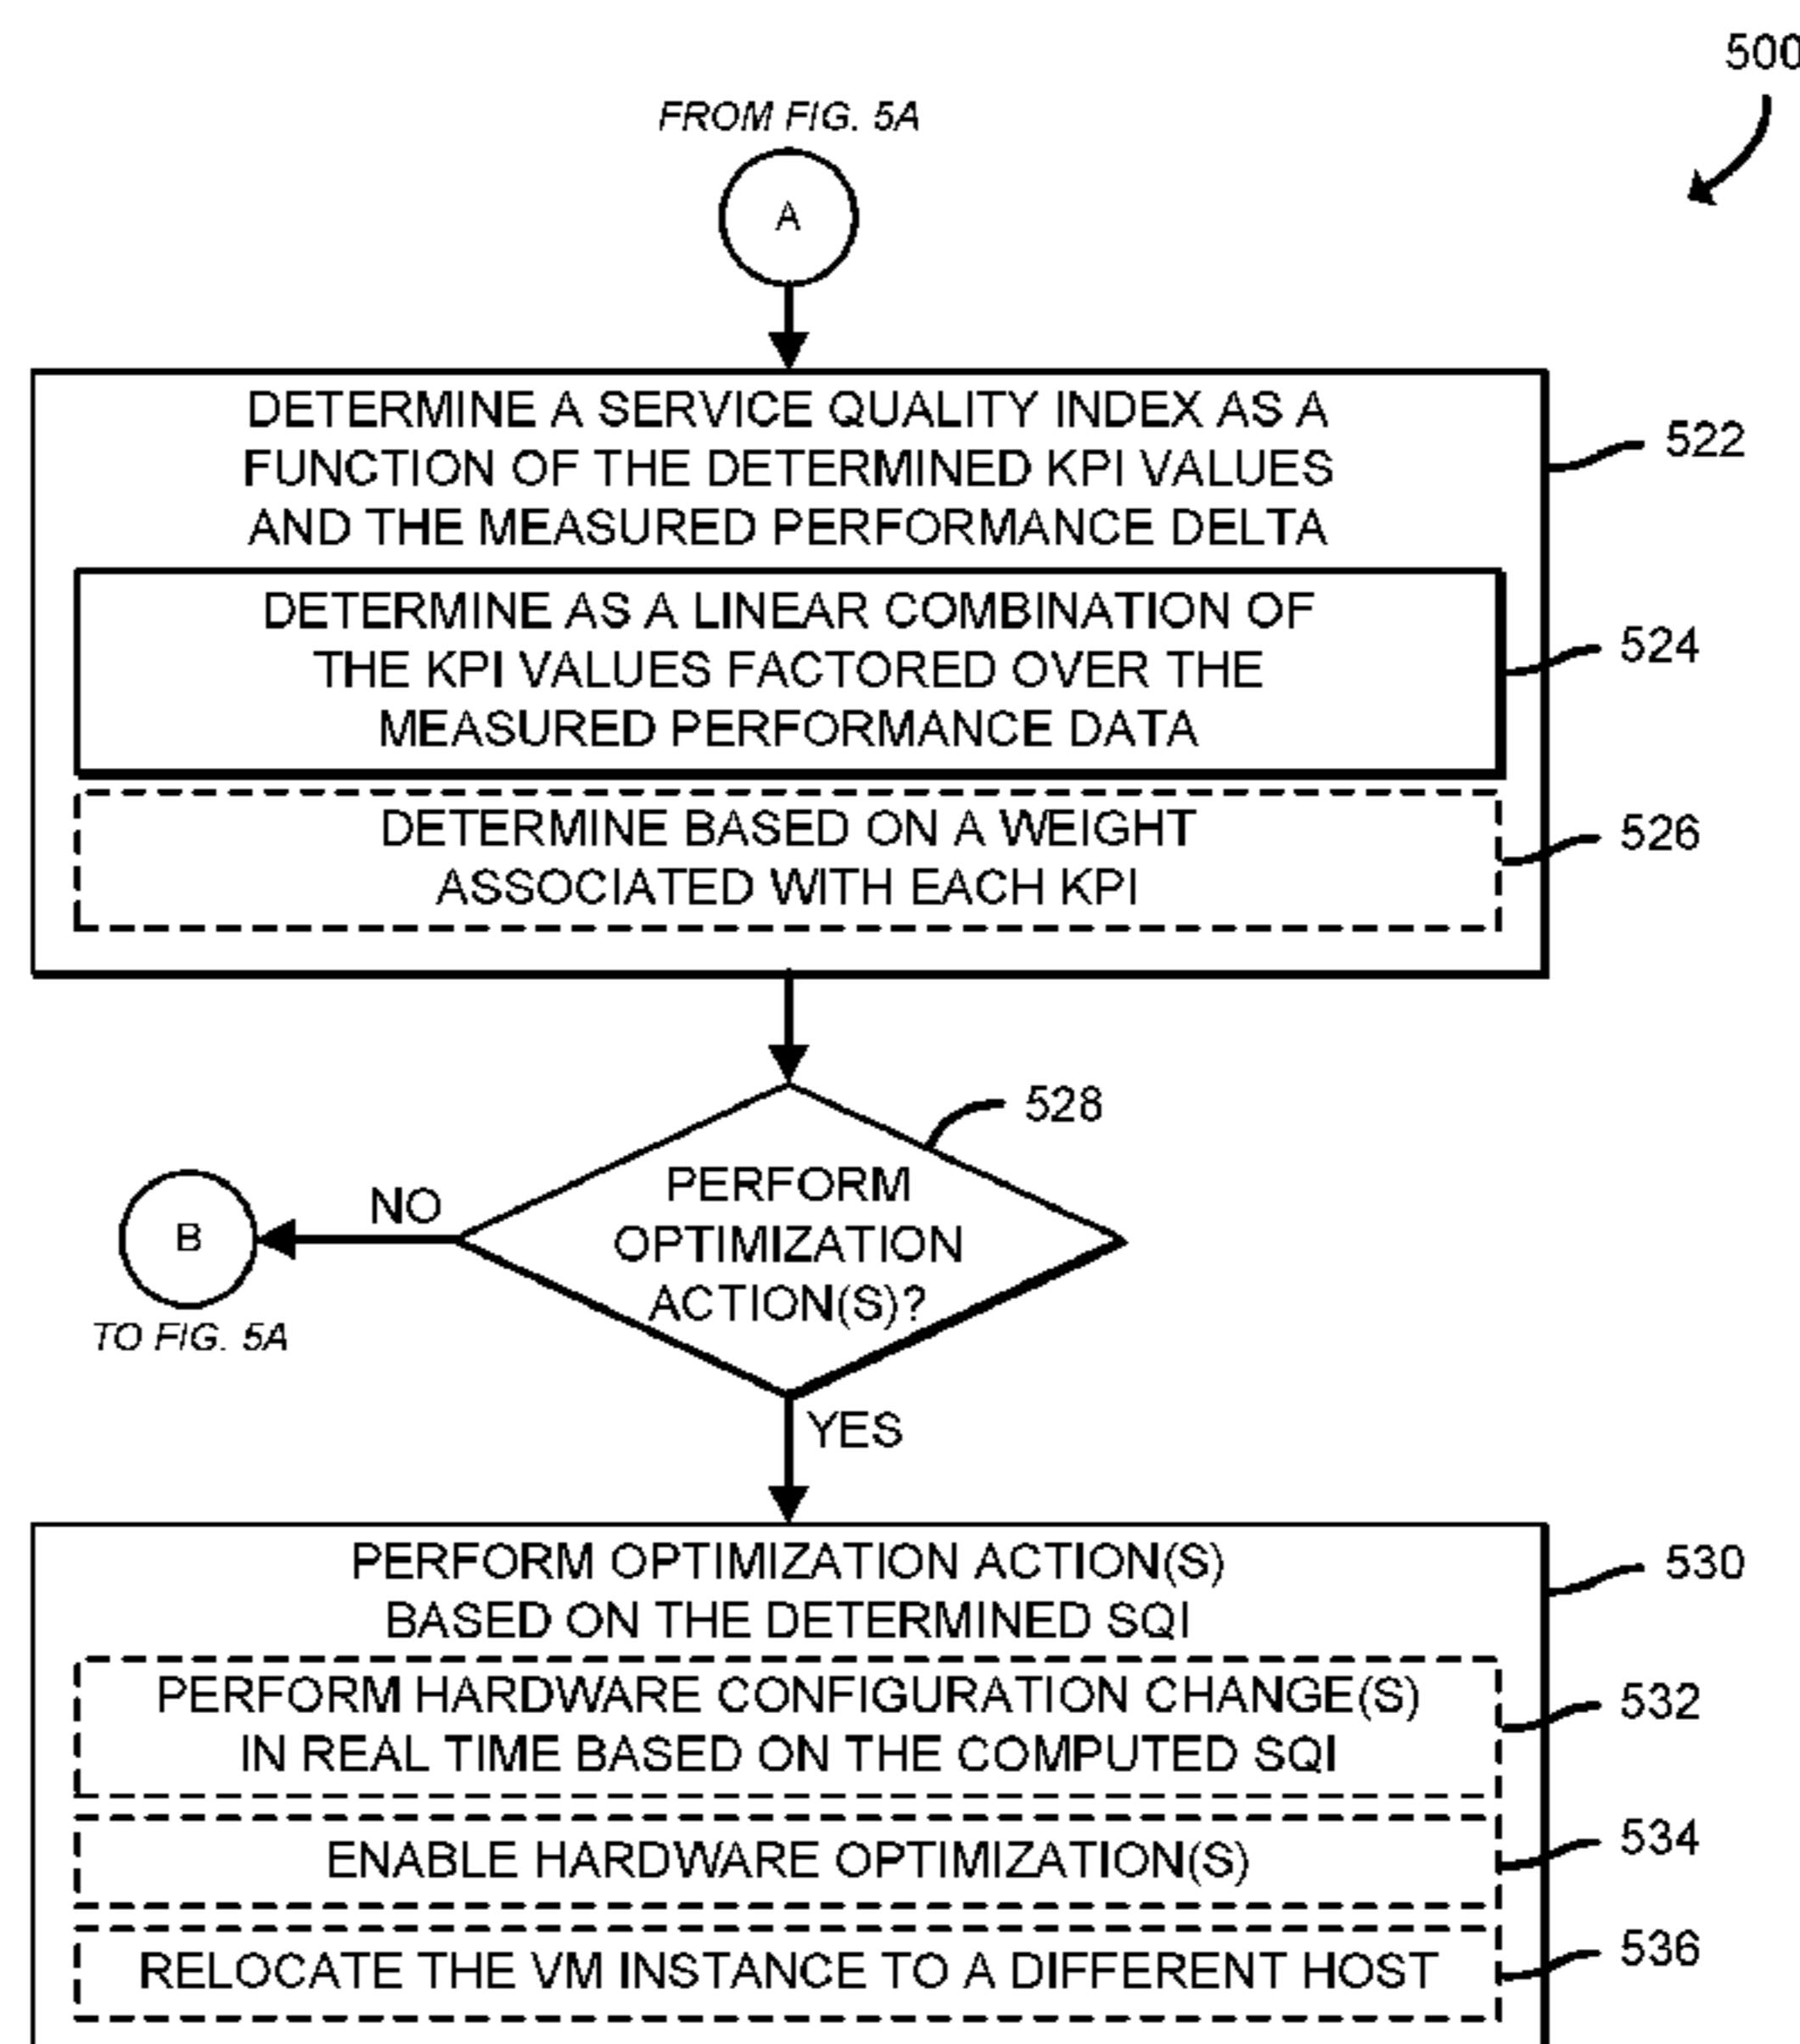 500
FROM FIG. 5A
A
DETERMINE A SERVICE QUALITY INDEX AS A
FUNCTION OF THE DETERMINED KPI VALUES
AND THE MEASURED PERFORMANCE DELTA
522
DETERMINE AS A LINEAR COMBINATION OF
THE KPI VALUES FACTORED OVER THE
MEASURED PERFORMANCE DATA
524
DETERMINE BASED ON A WEIGHT
ASSOCIATED WITH EACH KPI
526
528
PERFORM
OPTIMIZATION
ACTION(S)?
NO
B
TO FIG. 5A
YES
PERFORM OPTIMIZATION ACTION(S)
BASED ON THE DETERMINED SQI
530
PERFORM HARDWARE CONFIGURATION CHANGE(S)
IN REAL TIME BASED ON THE COMPUTED SQI
532
ENABLE HARDWARE OPTIMIZATION(S)
534
RELOCATE THE VM INSTANCE TO A DIFFERENT HOST
536